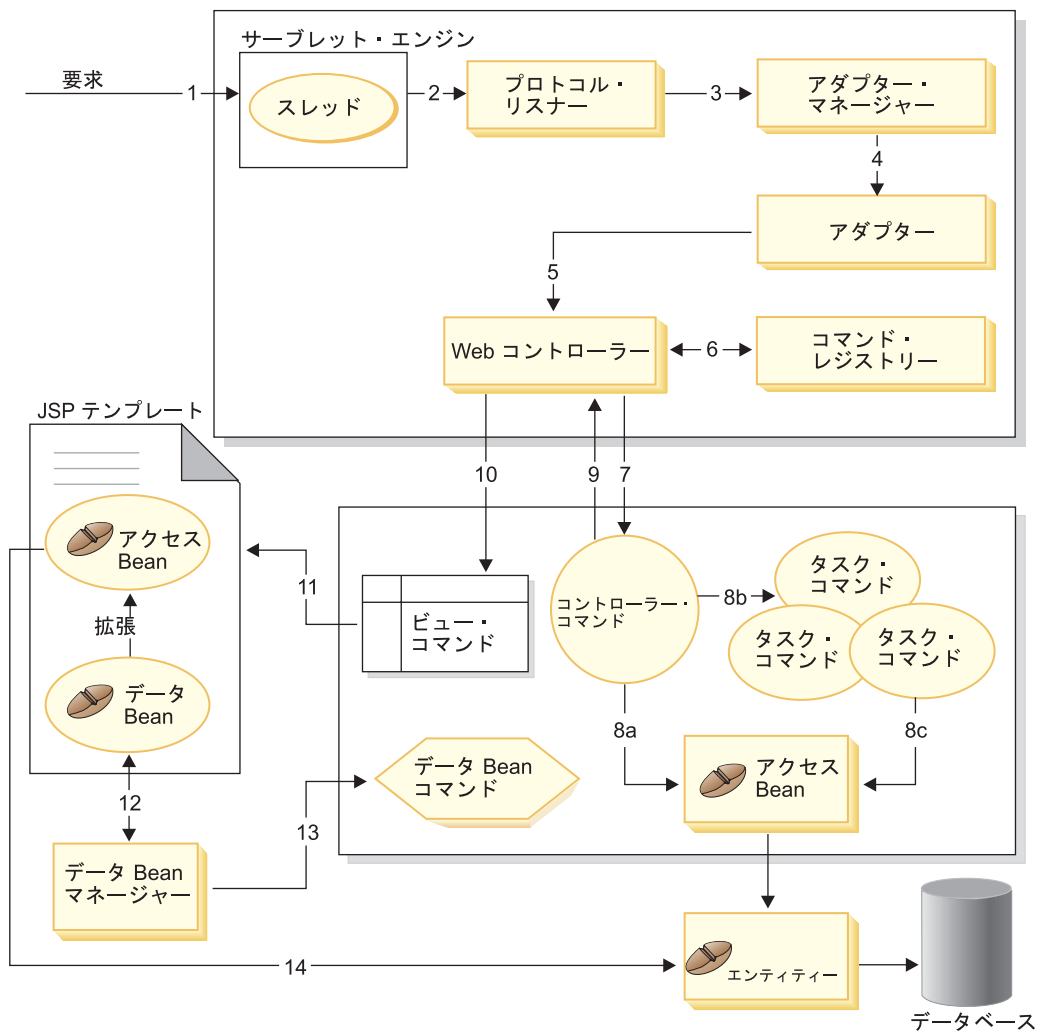 サーブレット・エンジン
要求
1
スレッド
2
プロトコル・
リスナー
3
アダプター・
マネージャー
4
アダプター
5
Web コントローラー
6
コマンド・
レジストリー
JSP テンプレート
10
9
7
アクセス
Bean
拡張
データ
Bean
11
ビュー・
コマンド
コントローラー・
コマンド
8b
タスク・
コマンド
タスク・
コマンド
タスク・
コマンド
8a
8c
データ Bean
コマンド
アクセス
Bean
12
13
データ Bean
マネージャー
14
エンティティー
データベース